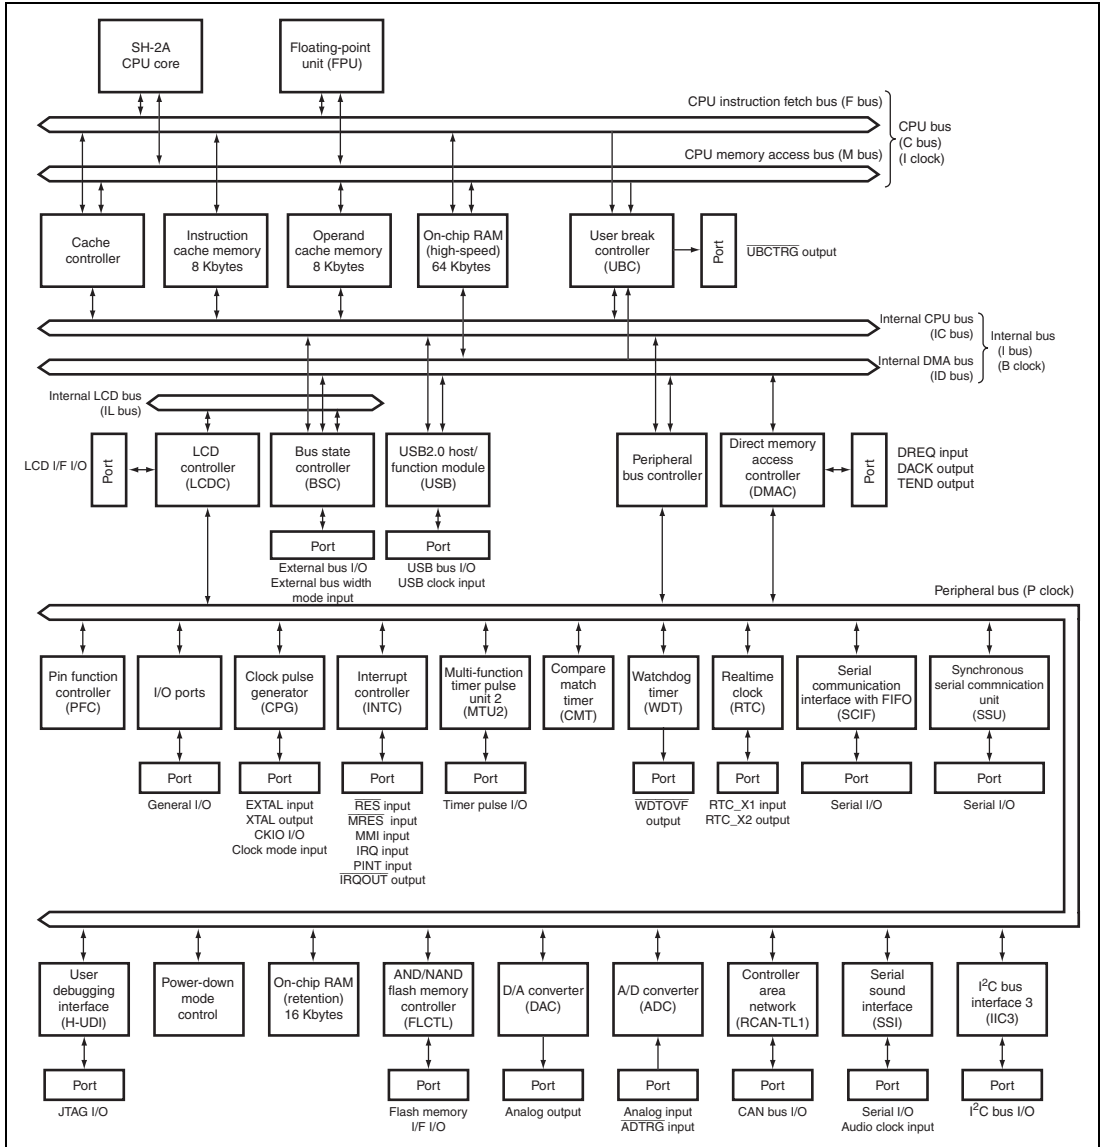 SH-2A
CPU core
Floating-point
unit (FPU)
CPU instruction fetch bus (F bus)
CPU memory access bus (M bus)
CPU bus
(C bus)
(I clock)
Cache
controller
Instruction
cache memory
8 Kbytes
Operand
cache memory
8 Kbytes
On-chip RAM
(high-speed)
64 Kbytes
User break
controller
(UBC)
Port
UBCTRG output
Internal CPU bus
(IC bus)
Internal DMA bus
(ID bus)
Internal bus
(I bus)
(B clock)
Internal LCD bus
(IL bus)
LCD I/F I/O
Port
LCD
controller
(LCDC)
Bus state
controller
(BSC)
USB2.0 host/
function module
(USB)
Peripheral
bus controller
Direct memory
access
controller
(DMAC)
Port
DREQ input
DACK output
TEND output
Port
External bus I/O
External bus width
mode input
Port
USB bus I/O
USB clock input
Peripheral bus (P clock)
Pin function
controller
(PFC)
I/O ports
Clock pulse
generator
(CPG)
Interrupt
controller
(INTC)
Multi-function
timer pulse
unit 2
(MTU2)
Compare
match
timer
(CMT)
Watchdog
timer
(WDT)
Realtime
clock
(RTC)
Serial
communication
interface with FIFO
(SCIF)
Synchronous
serial commnication
unit
(SSU)
Port
General I/O
Port
EXTAL input
XTAL output
CKIO I/O
Clock mode input
Port
RES input
MRES input
MMI input
IRQ input
PINT input
IRQOUT output
Port
Timer pulse I/O
Port
WDTOVF
output
Port
RTC_X1 input
RTC_X2 output
Port
Serial I/O
Port
Serial I/O
User
debugging
interface
(H-UDI)
Power-down
mode
control
On-chip RAM
(retention)
16 Kbytes
AND/NAND
flash memory
controller
(FLCTL)
D/A converter
(DAC)
A/D converter
(ADC)
Controller
area
network
(RCAN-TL1)
Serial
sound
interface
(SSI)
I²C bus
interface 3
(IIC3)
Port
JTAG I/O
Port
Flash memory
I/F I/O
Port
Analog output
Port
Analog input
ADTRG input
Port
CAN bus I/O
Port
Serial I/O
Audio clock input
Port
I²C bus I/O